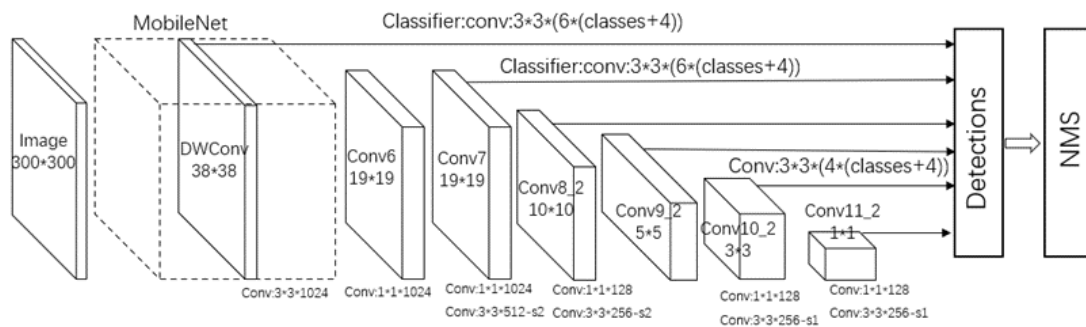 MobileNet
Classifier:conv:3*3*(6*(classes+4))
Classifier:conv:3*3*(6*(classes+4))
Image
300*300
DWConv
38*38
Conv6
19*19
Conv7
19*19
Conv8_2
10*10
Conv9_2
5*5
Conv:3*3*(4*(classes+4))
Conv10_2
3*3
Conv11_2
1*1
Detections
NMS
Conv:3*3*1024
Conv:1*1*1024
Conv:1*1*1024
Conv:3*3*512-s2
Conv:1*1*128
Conv:3*3*256-s2
Conv:1*1*128
Conv:3*3*256-s1
Conv:1*1*128
Conv:3*3*256-s1